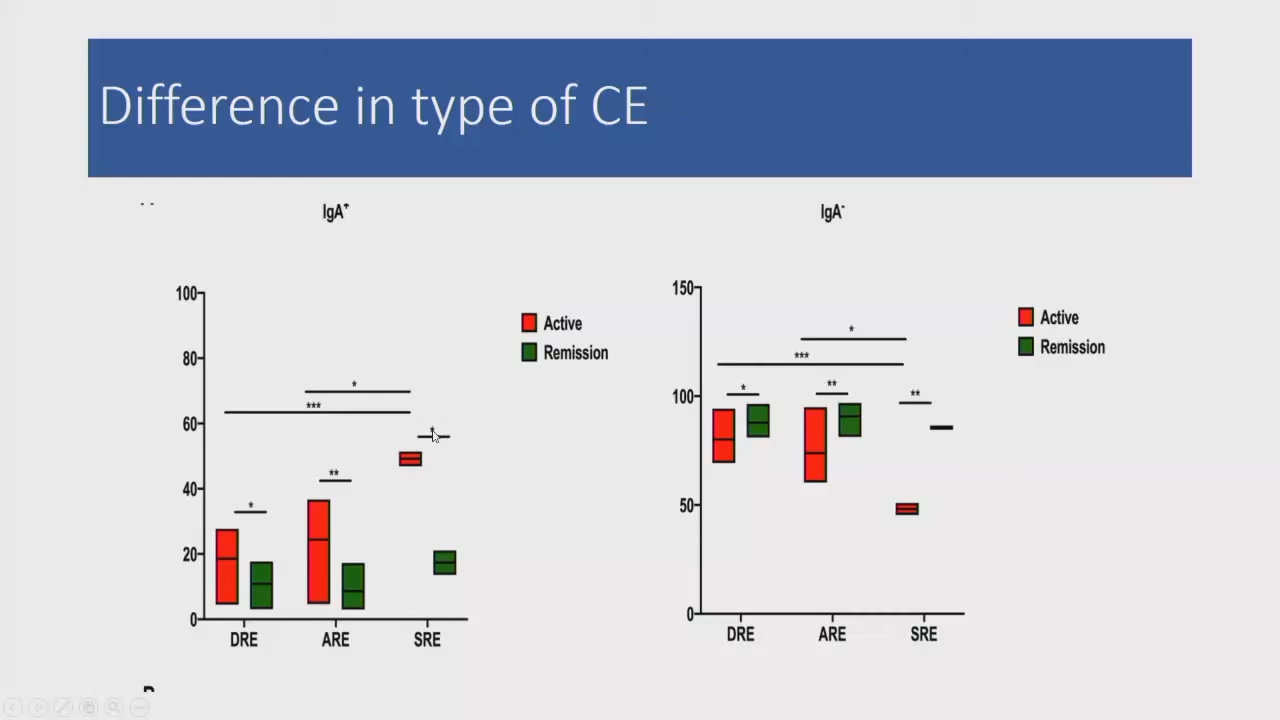 Difference in type of CE
IgA⁺
100
80
60
40
20
0
Active
Remission
*
***
*
**
*
DRE ARE SRE
IgA⁻
150
100
50
0
Active
Remission
*
***
*
**
**
DRE ARE SRE